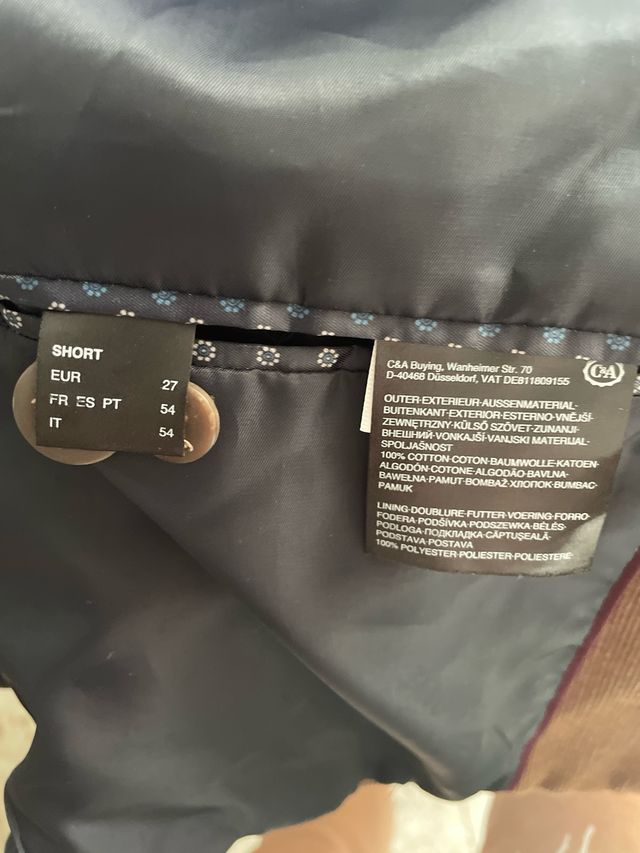 SHORT
EUR 27
FR ES PT 54
IT 54
C&A Buying, Wanheimer Str. 70
D-40468 Düsseldorf, VAT DE811809155
C&A
OUTER·EXTERIEUR·AUSSENMATERIAL·
BUITENKANT·EXTERIOR·ESTERNO·VNĚJŠÍ·
ZEWNĘTRZNY·KÜLSŐ SZÖVET·ZUNANJI·
ВНЕШНИЙ·VONKAJŠÍ·VANJSKI MATERIJAL·
SPOLJAŠNOST
100% COTTON·COTON·BAUMWOLLE·KATOEN·
ALGODÓN·COTONE·ALGODÃO·BAVLNA·
BAWEŁNA·PAMUT·BOMBAŽ·ХЛОПОК·BUMBAC·
PAMUK
LINING·DOUBLURE·FUTTER·VOERING·FORRO·
FODERA·PODŠÍVKA·PODSZEWKA·BÉLÉS·
PODLOGA·ПОДКЛАДКА·CĂPTUŞEALĂ·
PODSTAVA·POSTAVA
100% POLYESTER·POLIESTER·POLIESTERE·